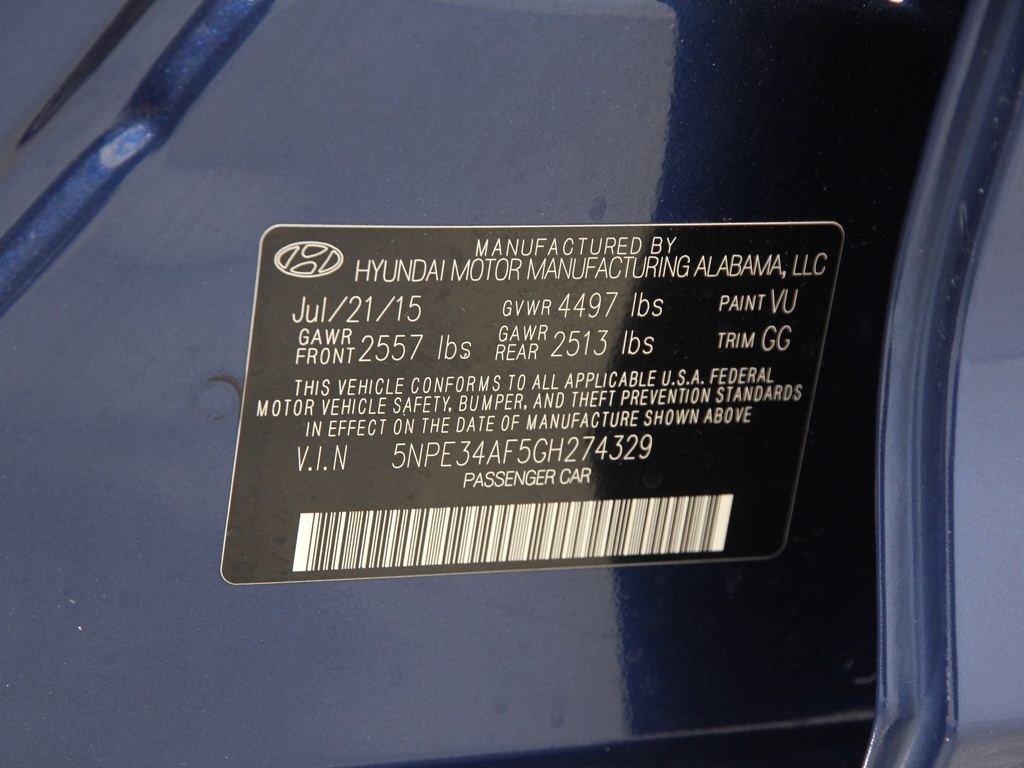 MANUFACTURED BY
HYUNDAI MOTOR MANUFACTURING ALABAMA, LLC
Jul/21/15 GVWR 4497 lbs PAINT VU
GAWR FRONT 2557 lbs GAWR REAR 2513 lbs TRIM GG
THIS VEHICLE CONFORMS TO ALL APPLICABLE U.S.A. FEDERAL
MOTOR VEHICLE SAFETY, BUMPER, AND THEFT PREVENTION STANDARDS
IN EFFECT ON THE DATE OF MANUFACTURE SHOWN ABOVE
V.I.N 5NPE34AF5GH274329
PASSENGER CAR